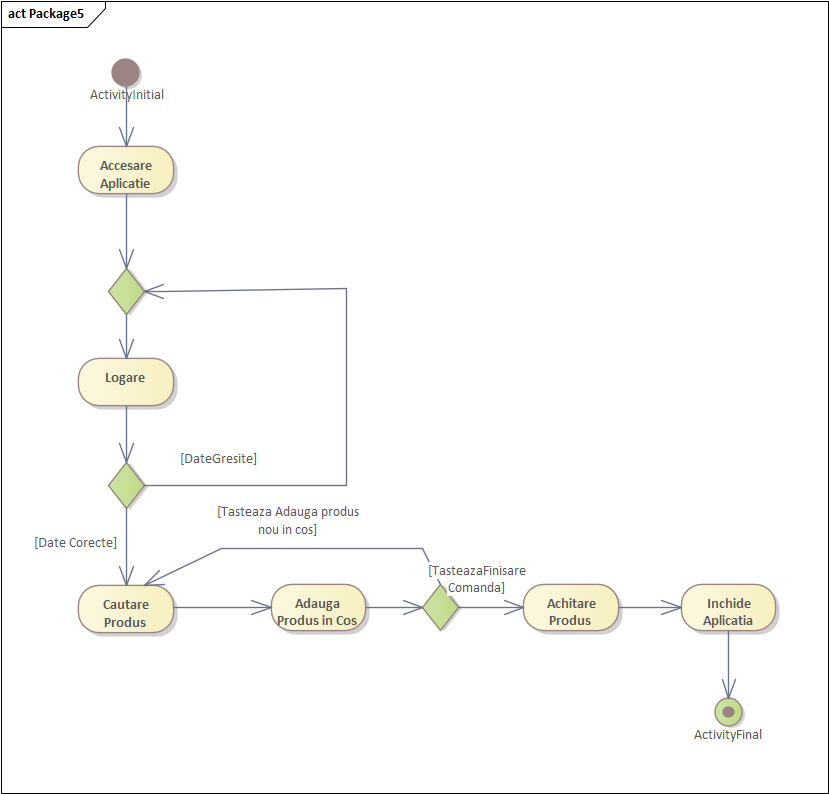 act Package5
ActivityInitial
Accesare
Aplicatie
Logare
[DateGresite]
[Tasteaza Adauga produs
nou in cos]
[Date Corecte]
[TasteazaFinisare
Comanda]
Cautare
Produs
Adauga
Produs in Cos
Achitare
Produs
Inchide
Aplicatia
ActivityFinal